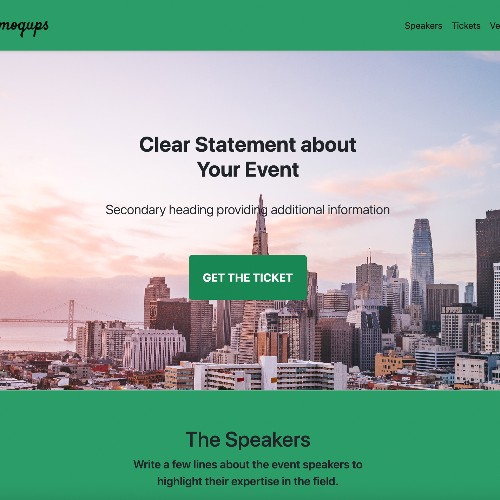 moqups
Speakers Tickets
Clear Statement about
Your Event
Secondary heading providing additional information
GET THE TICKET
The Speakers
Write a few lines about the event speakers to
highlight their expertise in the field.